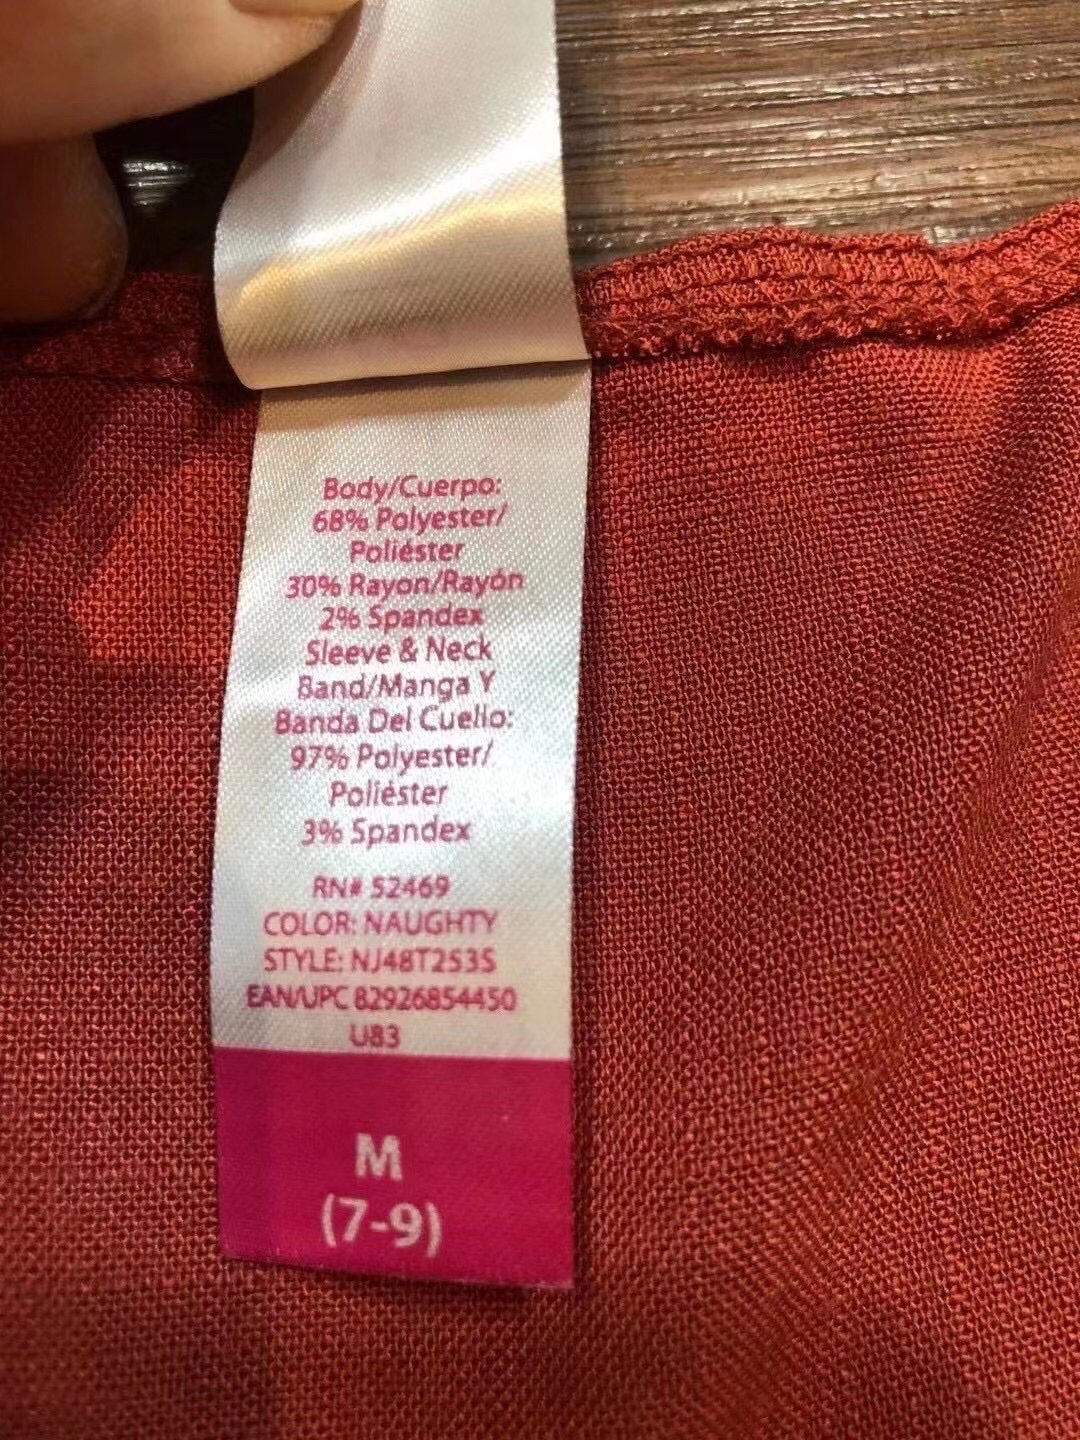 Body/Cuerpo:
68% Polyester/
Poliéster
30% Rayon/Rayón
2% Spandex
Sleeve & Neck
Band/Manga Y
Banda Del Cuello:
97% Polyester/
Poliéster
3% Spandex
RN# 52469
COLOR: NAUGHTY
STYLE: NJ48T253S
EAN/UPC 82926854450
U83
M
(7-9)